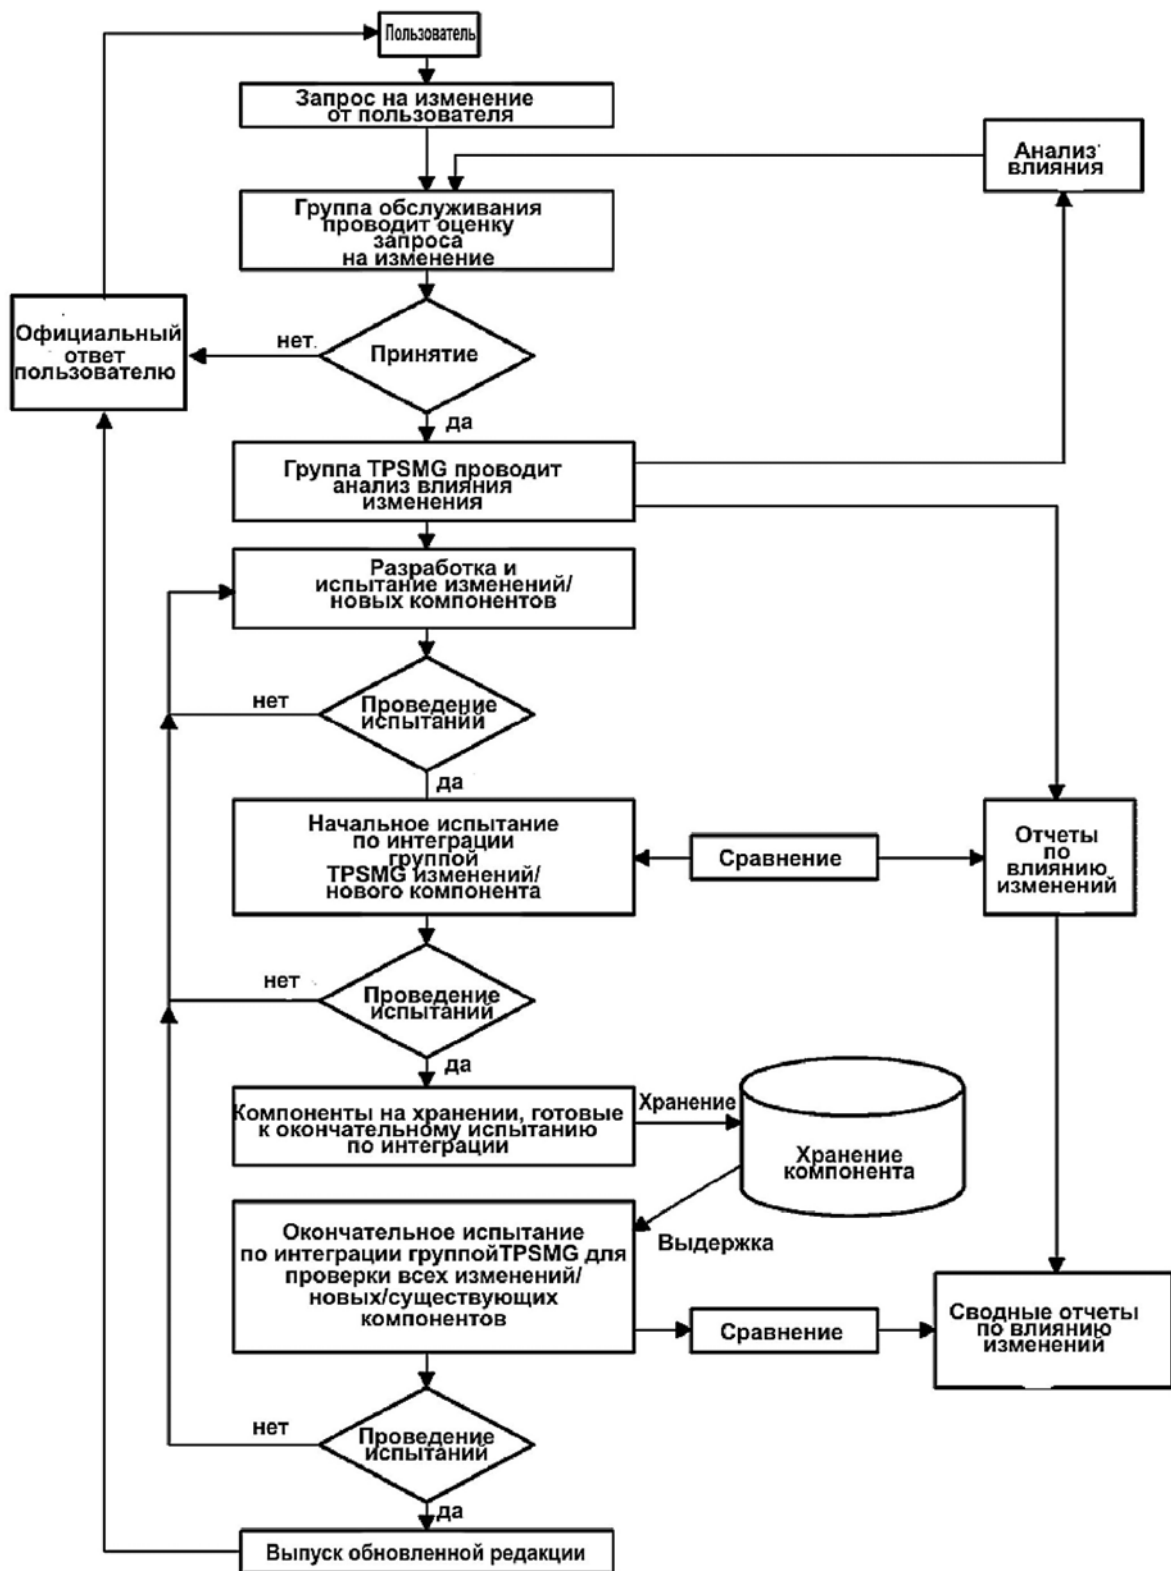 Пользователь
Запрос на изменение
от пользователя
Анализ
влияния
Группа обслуживания
проводит оценку
запроса
на изменение
Официальный
ответ
пользователю
нет
Принятие
да
Группа TPSMG проводит
анализ влияния
изменения
Разработка и
испытание изменений/
новых компонентов
нет
Проведение
испытаний
да
Начальное испытание
по интеграции
группой
TPSMG изменений/
нового компонента
Сравнение
Отчеты
по
влиянию
изменений
нет
Проведение
испытаний
да
Компоненты на хранении, готовые
к окончательному испытанию
по интеграции
Хранение
Хранение
компонента
Выдержка
Окончательное испытание
по интеграции группойTPSMG для
проверки всех изменений/
новых/существующих
компонентов
Сравнение
Сводные отчеты
по влиянию
изменений
нет
Проведение
испытаний
да
Выпуск обновленной редакции